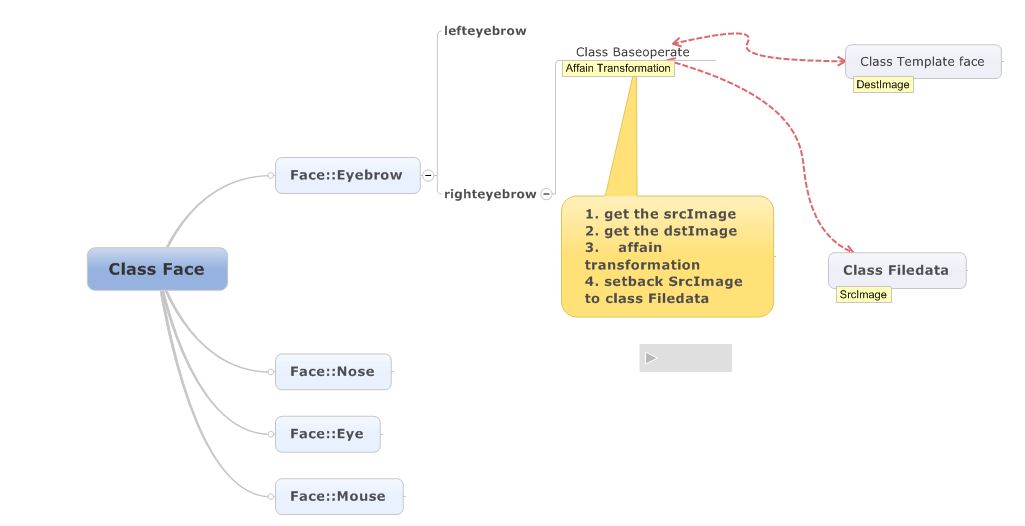 lefteyebrow
Class Baseoperate
Affain Transformation
Class Template face
DestImage
Face::Eyebrow
righteyebrow
1. get the srcImage
2. get the dstImage
3. affain
transformation
4. setback SrcImage
to class Filedata
Class Face
Class Filedata
SrcImage
Face::Nose
Face::Eye
Face::Mouse